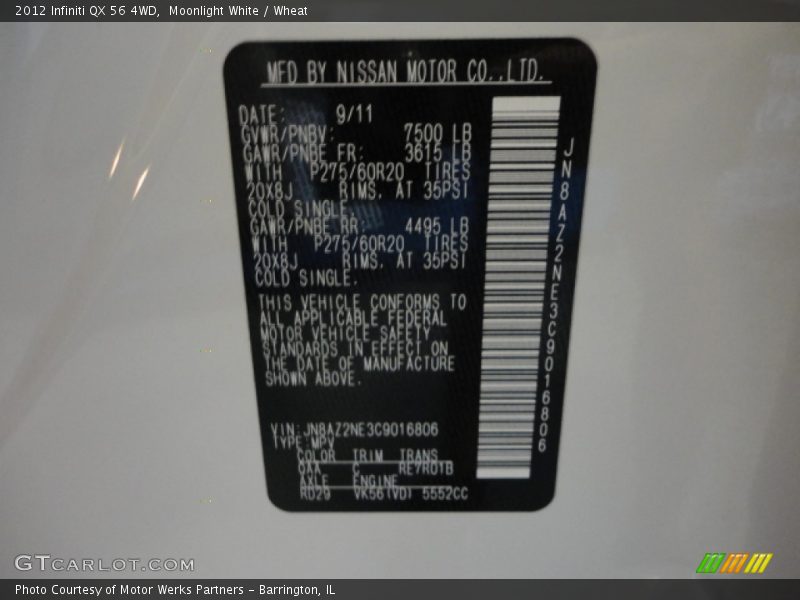 2012 Infiniti QX 56 4WD,  Moonlight White / Wheat
MFD BY NISSAN MOTOR CO.,LTD.
DATE: 9/11
GVWR/PNBV: 7500 LB
GAWR/PNBE FR: 3615 LB
WITH P275/60R20 TIRES
20X8J RIMS, AT 35PSI
COLD SINGLE.
GAWR/PNBE RR: 4495 LB
WITH P275/60R20 TIRES
20X8J RIMS, AT 35PSI
COLD SINGLE.
THIS VEHICLE CONFORMS TO
ALL APPLICABLE FEDERAL
MOTOR VEHICLE SAFETY
STANDARDS IN EFFECT ON
THE DATE OF MANUFACTURE
SHOWN ABOVE.
VIN:JN8AZ2NE3C9016806
TYPE:MPV
COLOR TRIM TRANS
QAA C RE7R01B
AXLE ENGINE
RD29 VK56(VD) 5552CC
JN8AZ2NE3C9016806
GTCARLOT.COM
Photo Courtesy of Motor Werks Partners - Barrington, IL